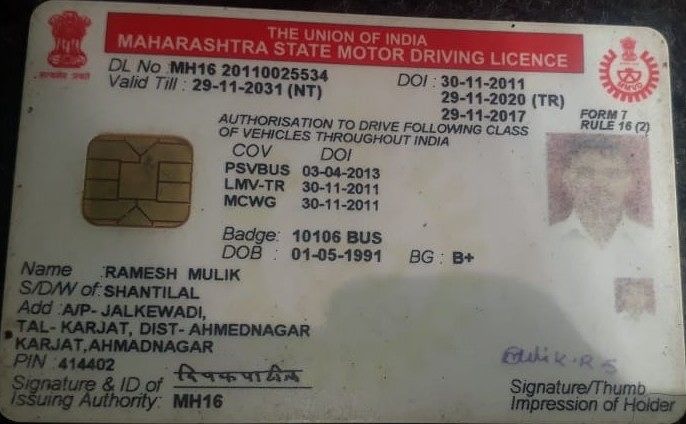 THE UNION OF INDIA
MAHARASHTRA STATE MOTOR DRIVING LICENCE
सत्यमेव जयते
MMVD
DL No :MH16 20110025534 DOI : 30-11-2011
Valid Till : 29-11-2031 (NT) 29-11-2020 (TR)
29-11-2017
FORM 7
RULE 16 (2)
AUTHORISATION TO DRIVE FOLLOWING CLASS
OF VEHICLES THROUGHOUT INDIA
COV DOI
PSVBUS 03-04-2013
LMV-TR 30-11-2011
MCWG 30-11-2011
Badge: 10106 BUS
DOB : 01-05-1991 BG : B+
Name :RAMESH MULIK
S/D/W of:SHANTILAL
Add :A/P- JALKEWADI,
TAL- KARJAT, DIST- AHMEDNAGAR
KARJAT,AHMADNAGAR
PIN :414402
Signature & ID of
Issuing Authority: MH16
Signature/Thumb
Impression of Holder